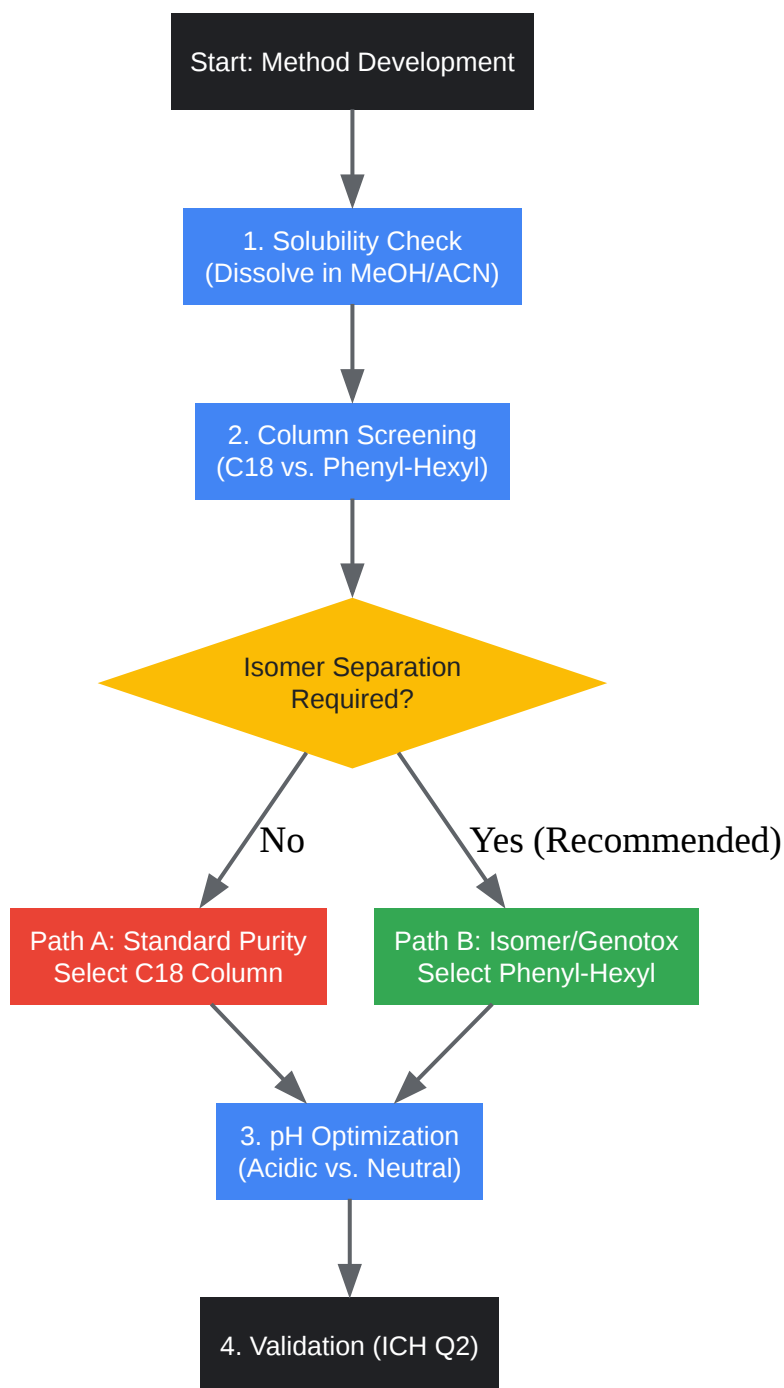 Start: Method Development
1. Solubility Check
(Dissolve in MeOH/ACN)
2. Column Screening
(C18 vs. Phenyl-Hexyl)
Isomer Separation
Required?
No
Yes (Recommended)
Path A: Standard Purity
Select C18 Column
Path B: Isomer/Genotox
Select Phenyl-Hexyl
3. pH Optimization
(Acidic vs. Neutral)
4. Validation (ICH Q2)